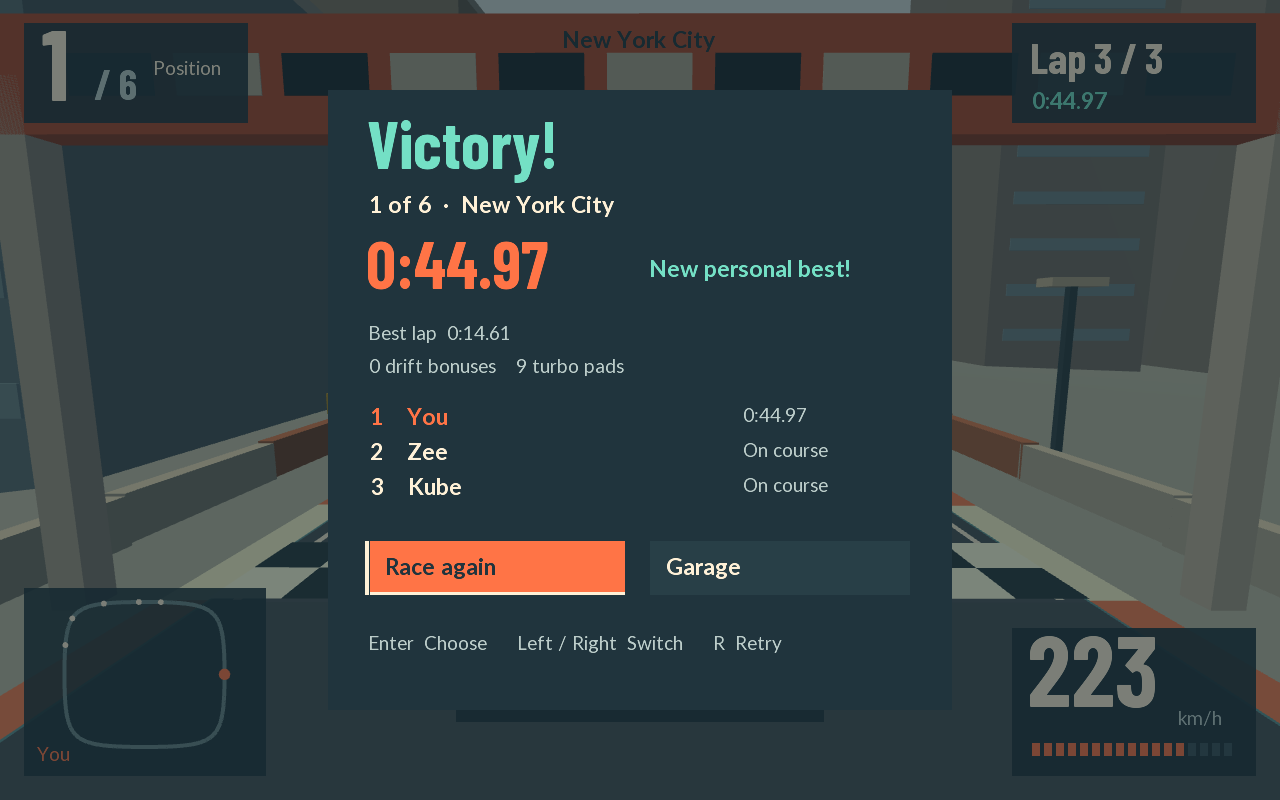 New York City
1 / 6 Position
Lap 3 / 3
0:44.97
Victory!
1 of 6 · New York City
0:44.97 New personal best!
Best lap 0:14.61
0 drift bonuses 9 turbo pads
1 You 0:44.97
2 Zee On course
3 Kube On course
Race again Garage
Enter Choose Left / Right Switch R Retry
You
223 km/h